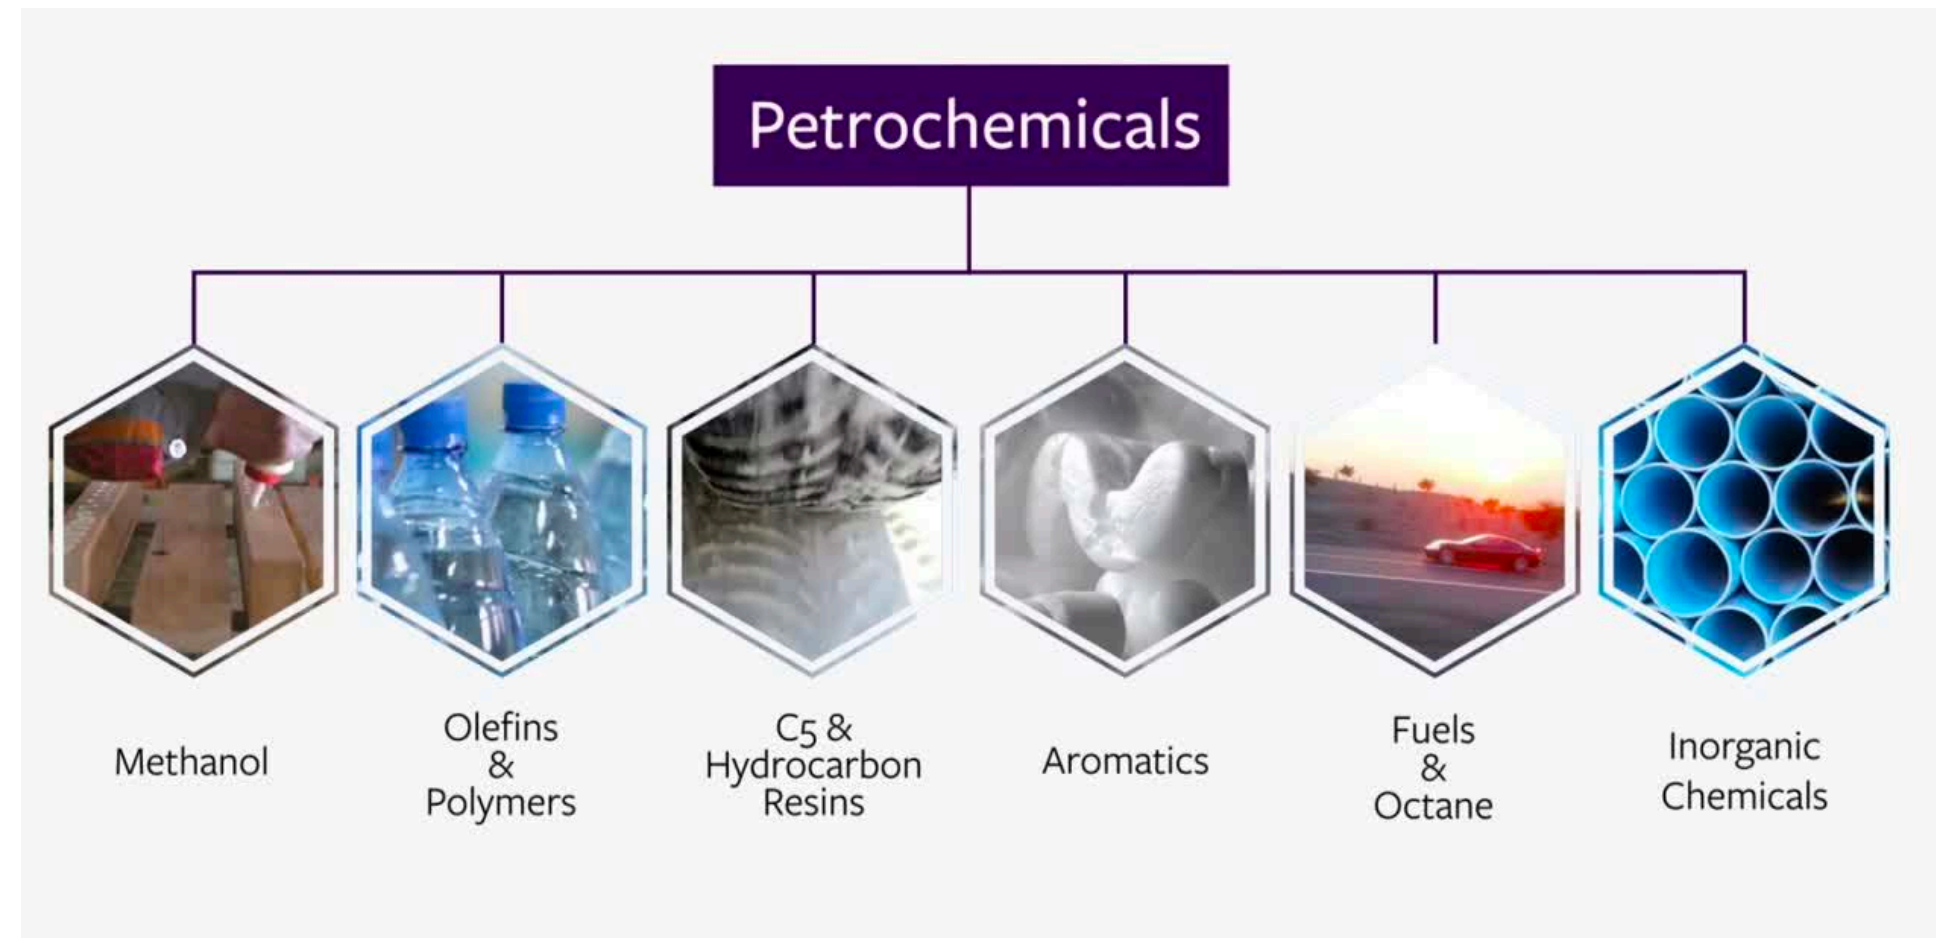 Petrochemicals
Methanol
Olefins
&
Polymers
C5 &
Hydrocarbon
Resins
Aromatics
Fuels
&
Octane
Inorganic
Chemicals